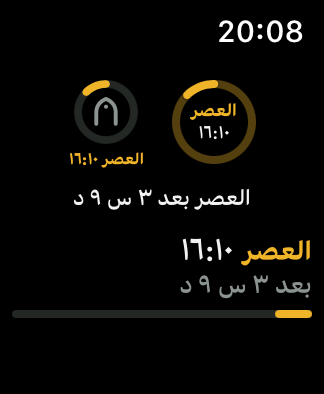 20:08
العصر
١٦:١٠
العصر ١٦:١٠
العصر بعد ٣ س ٩ د
العصر ١٦:١٠
بعد ٣ س ٩ د